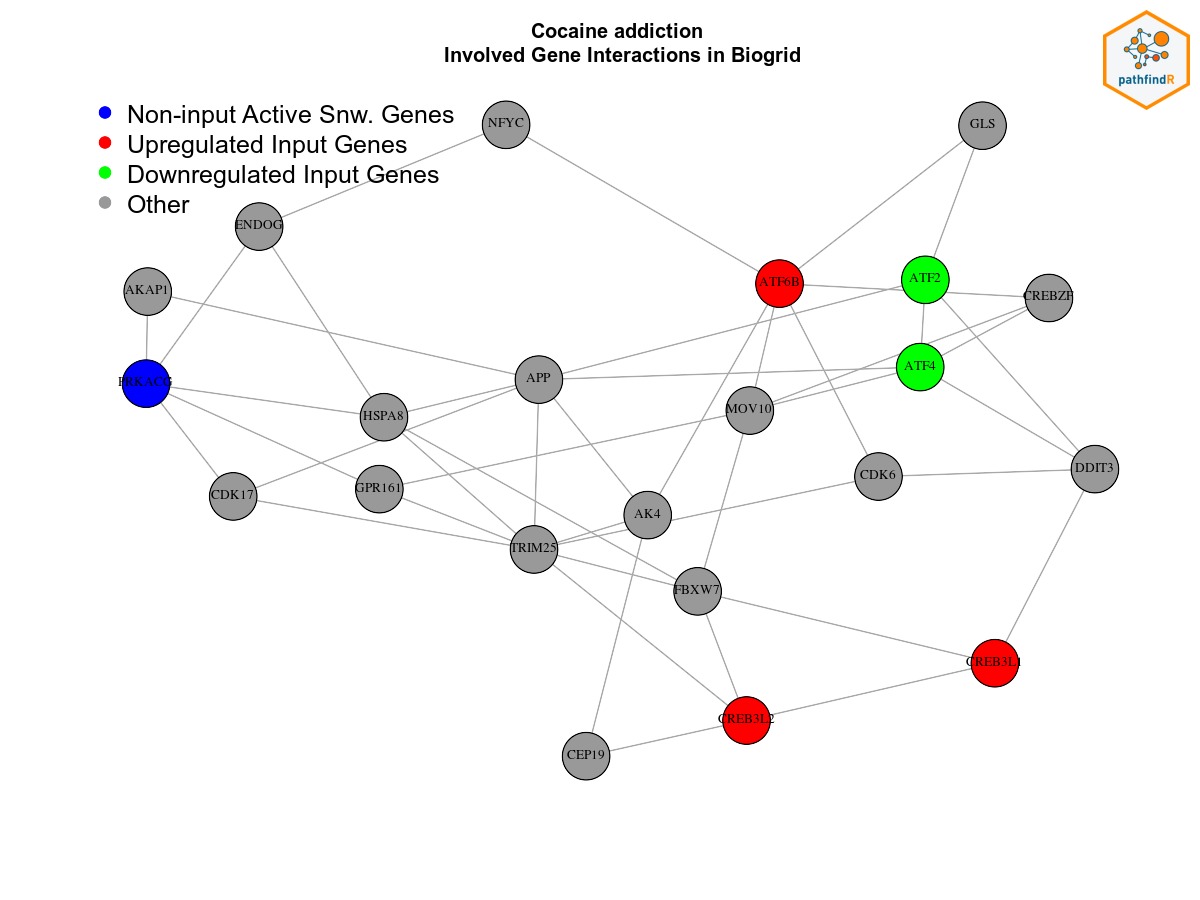 Cocaine addiction
Involved Gene Interactions in Biogrid
pathfindR
Non-input Active Snw. Genes
Upregulated Input Genes
Downregulated Input Genes
Other
NFYC
GLS
ENDOG
AKAP1
ATF6B
ATF2
CREBZF
PRKACG
APP
ATF4
HSPA8
MOV10
CDK17
GPR161
CDK6
DDIT3
AK4
TRIM25
FBXW7
CREB3L1
CREB3L2
CEP19